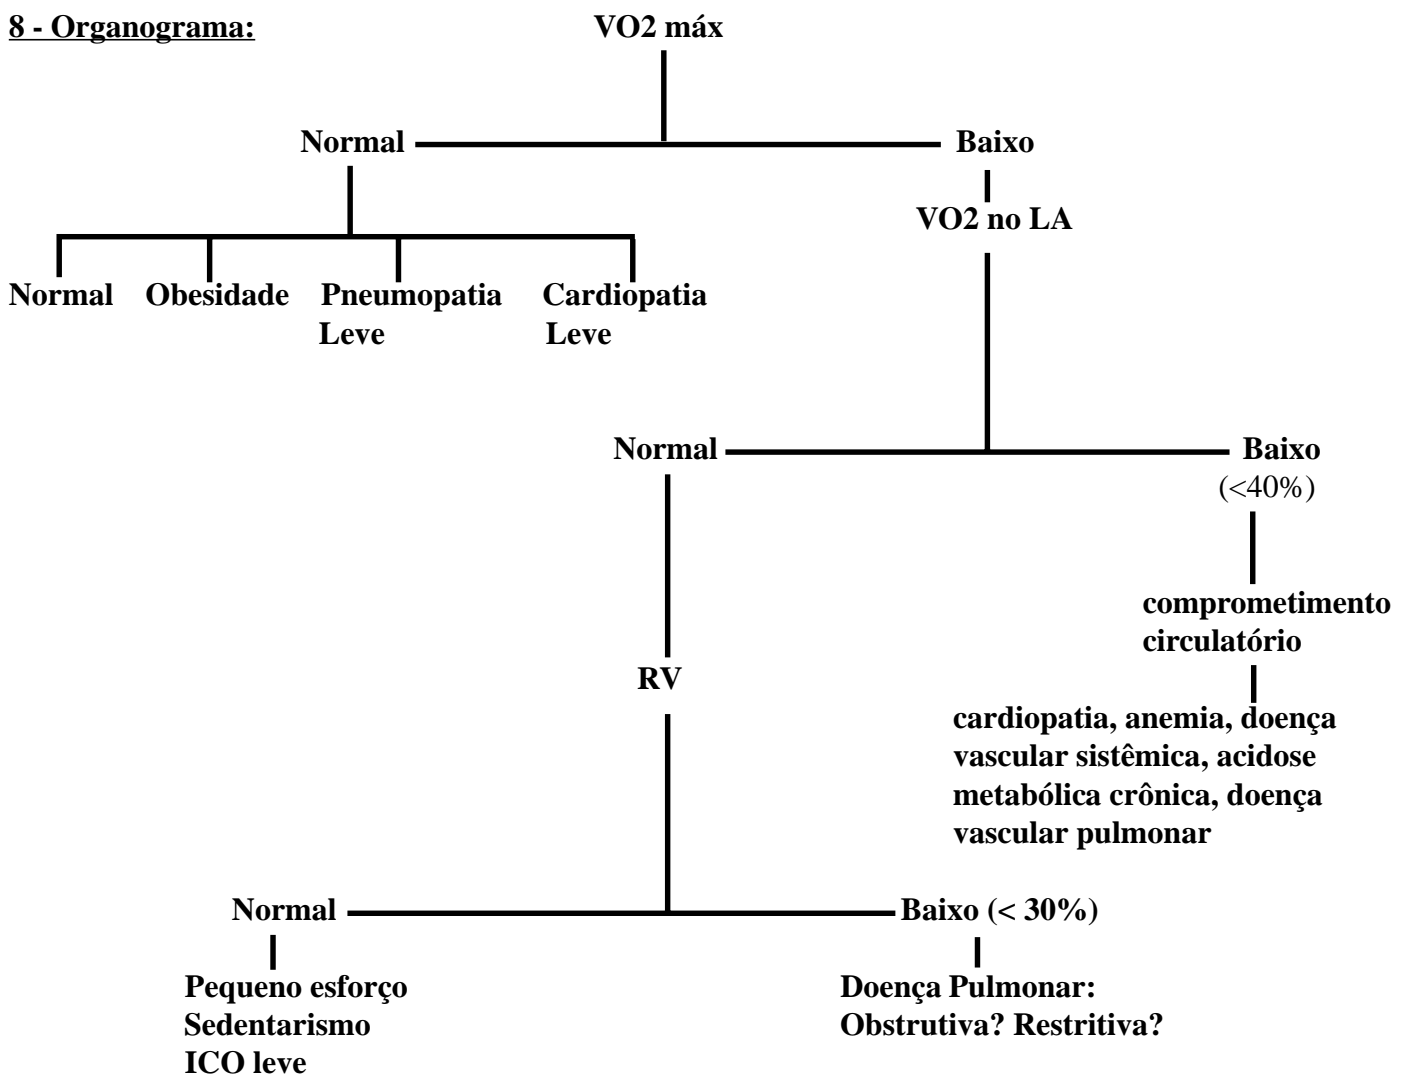 8 - Organograma:
VO2 máx
Normal
Baixo
VO2 no LA
Normal
Obesidade
Pneumopatia
Leve
Cardiopatia
Leve
Normal
Baixo
(<40%)
comprometimento
circulatório
RV
cardiopatia, anemia, doença
vascular sistêmica, acidose
metabólica crônica, doença
vascular pulmonar
Normal
Baixo (< 30%)
Pequeno esforço
Sedentarismo
ICO leve
Doença Pulmonar:
Obstrutiva? Restritiva?